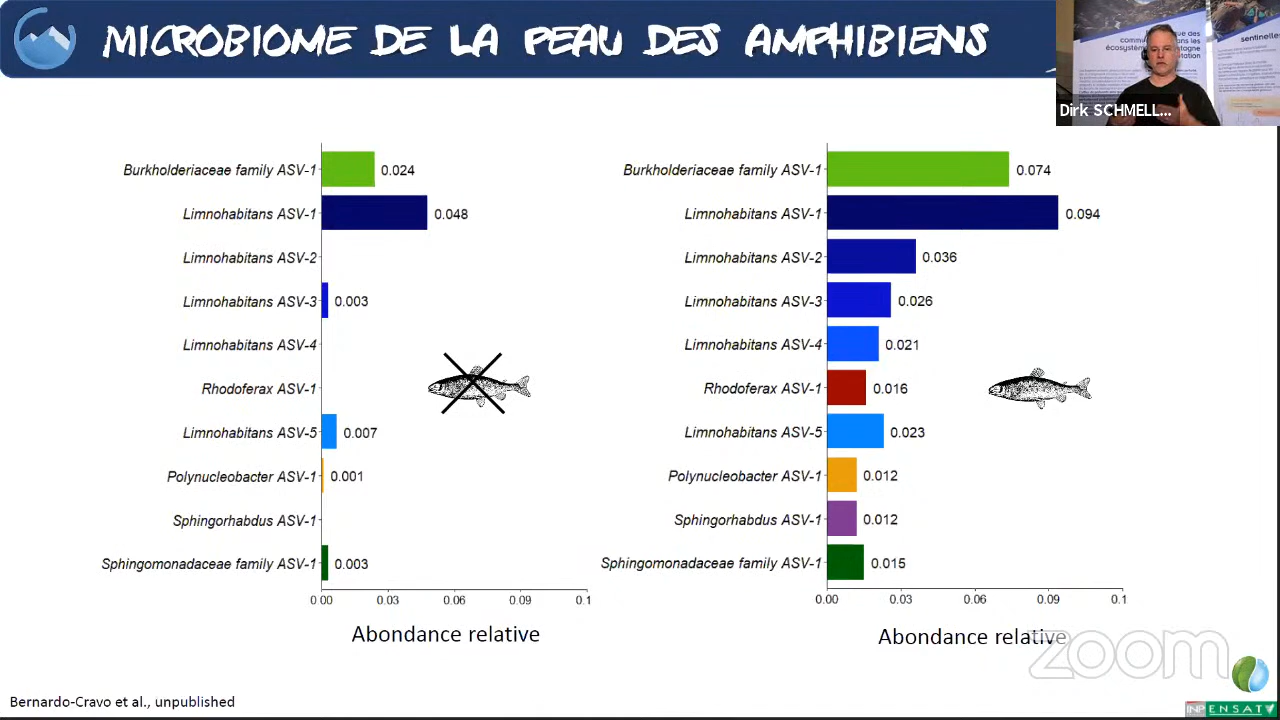 MICROBIOME DE LA PEAU DES AMPHIBIENS
sentinelles
Dirk SCHMELL...
Burkholderiaceae family ASV-1
0.024
Limnohabitans ASV-1
0.048
Limnohabitans ASV-2
Limnohabitans ASV-3
0.003
Limnohabitans ASV-4
Rhodoferax ASV-1
Limnohabitans ASV-5
0.007
Polynucleobacter ASV-1
0.001
Sphingorhabdus ASV-1
Sphingomonadaceae family ASV-1
0.003
0.00 0.03 0.06 0.09 0.1
Abondance relative
Burkholderiaceae family ASV-1
0.074
Limnohabitans ASV-1
0.094
Limnohabitans ASV-2
0.036
Limnohabitans ASV-3
0.026
Limnohabitans ASV-4
0.021
Rhodoferax ASV-1
0.016
Limnohabitans ASV-5
0.023
Polynucleobacter ASV-1
0.012
Sphingorhabdus ASV-1
0.012
Sphingomonadaceae family ASV-1
0.015
0.00 0.03 0.06 0.09 0.1
Abondance relative
zoom
Bernardo-Cravo et al., unpublished
INP ENSAT